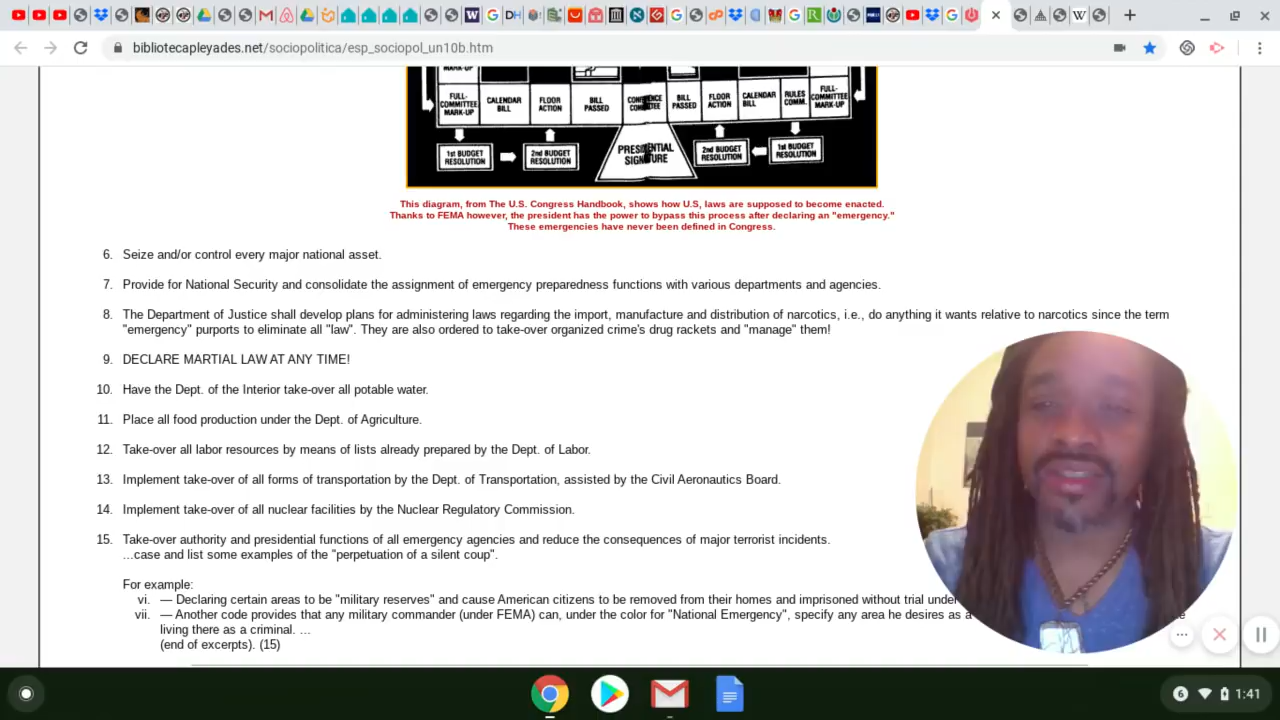 bibliotecapleyades.net/sociopolitica/esp_sociopol_un10b.htm
MARK-UP
FULL-COMMITTEE MARK-UP
CALENDAR BILL
FLOOR ACTION
BILL PASSED
CONFERENCE COMMITTEE
BILL PASSED
FLOOR ACTION
CALENDAR BILL
RULES COMM.
FULL-COMMITTEE MARK-UP
1st BUDGET RESOLUTION
2nd BUDGET RESOLUTION
PRESIDENTIAL SIGNATURE
2nd BUDGET RESOLUTION
1st BUDGET RESOLUTION
This diagram, from The U.S. Congress Handbook, shows how U.S, laws are supposed to become enacted.
Thanks to FEMA however, the president has the power to bypass this process after declaring an "emergency."
These emergencies have never been defined in Congress.
6. Seize and/or control every major national asset.
7. Provide for National Security and consolidate the assignment of emergency preparedness functions with various departments and agencies.
8. The Department of Justice shall develop plans for administering laws regarding the import, manufacture and distribution of narcotics, i.e., do anything it wants relative to narcotics since the term
"emergency" purports to eliminate all "law". They are also ordered to take-over organized crime's drug rackets and "manage" them!
9. DECLARE MARTIAL LAW AT ANY TIME!
10. Have the Dept. of the Interior take-over all potable water.
11. Place all food production under the Dept. of Agriculture.
12. Take-over all labor resources by means of lists already prepared by the Dept. of Labor.
13. Implement take-over of all forms of transportation by the Dept. of Transportation, assisted by the Civil Aeronautics Board.
14. Implement take-over of all nuclear facilities by the Nuclear Regulatory Commission.
15. Take-over authority and presidential functions of all emergency agencies and reduce the consequences of major terrorist incidents.
...case and list some examples of the "perpetuation of a silent coup".
For example:
vi. — Declaring certain areas to be "military reserves" and cause American citizens to be removed from their homes and imprisoned without trial under
vii. — Another code provides that any military commander (under FEMA) can, under the color for "National Emergency", specify any area he desires as a
living there as a criminal. ...
(end of excerpts). (15)
6 1:41